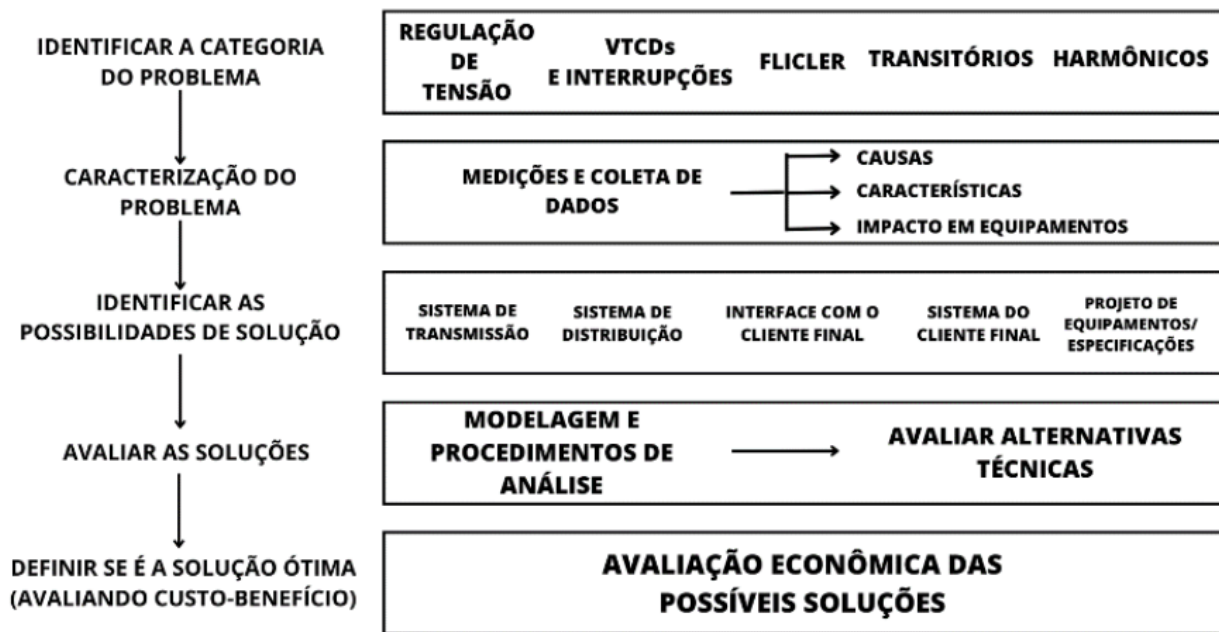 IDENTIFICAR A CATEGORIA
DO PROBLEMA
REGULAÇÃO
DE
TENSÃO
VTCDs
E INTERRUPÇÕES
FLICLER
TRANSITÓRIOS
HARMÔNICOS
CARACTERIZAÇÃO DO
PROBLEMA
MEDIÇÕES E COLETA DE
DADOS
CAUSAS
CARACTERÍSTICAS
IMPACTO EM EQUIPAMENTOS
IDENTIFICAR AS
POSSIBILIDADES DE SOLUÇÃO
SISTEMA DE
TRANSMISSÃO
SISTEMA DE
DISTRIBUIÇÃO
INTERFACE COM O
CLIENTE FINAL
SISTEMA DO
CLIENTE FINAL
PROJETO DE
EQUIPAMENTOS/
ESPECIFICAÇÕES
AVALIAR AS SOLUÇÕES
MODELAGEM E
PROCEDIMENTOS DE
ANÁLISE
AVALIAR ALTERNATIVAS
TÉCNICAS
DEFINIR SE É A SOLUÇÃO ÓTIMA
(AVALIANDO CUSTO-BENEFÍCIO)
AVALIAÇÃO ECONÔMICA DAS
POSSÍVEIS SOLUÇÕES